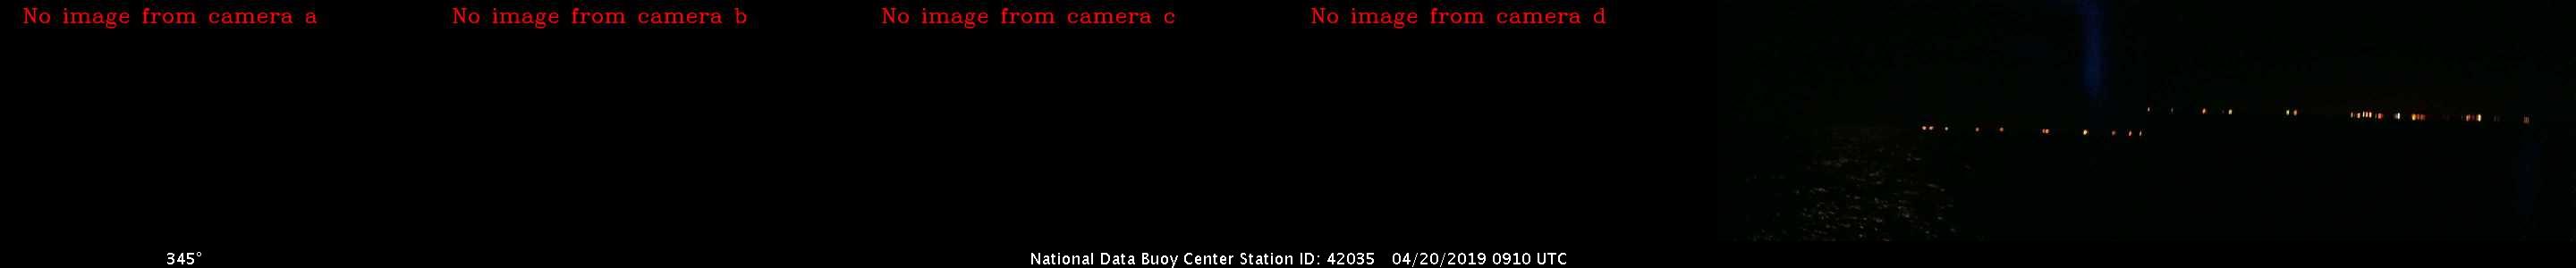 No image from camera a
No image from camera b
No image from camera c
No image from camera d
345°
National Data Buoy Center Station ID: 42035 04/20/2019 0910 UTC